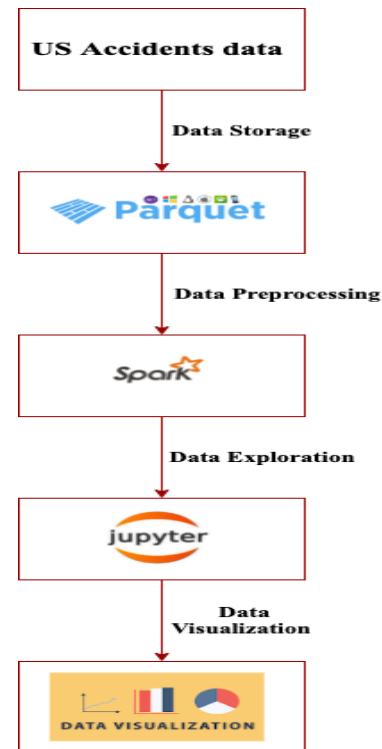 US Accidents data
Data Storage
Parquet
Data Preprocessing
Spark
Data Exploration
jupyter
Data
Visualization
DATA VISUALIZATION